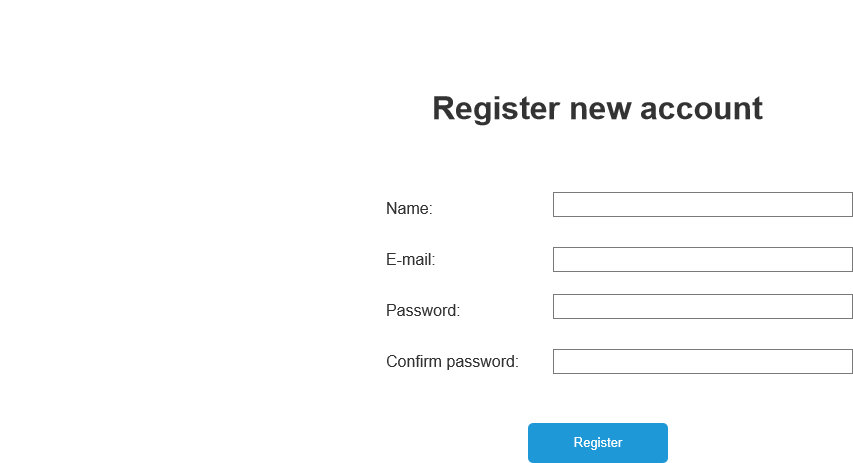 Register new account
Name:
E-mail:
Password:
Confirm password:
Register